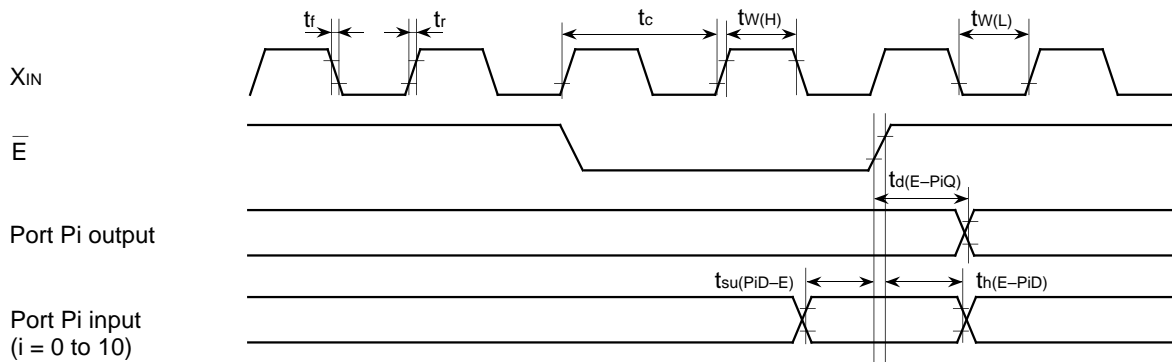 tf tr tc tW(H) tW(L)
XIN
E̅
td(E–PiQ)
Port Pi output
tsu(PiD–E) th(E–PiD)
Port Pi input
(i = 0 to 10)